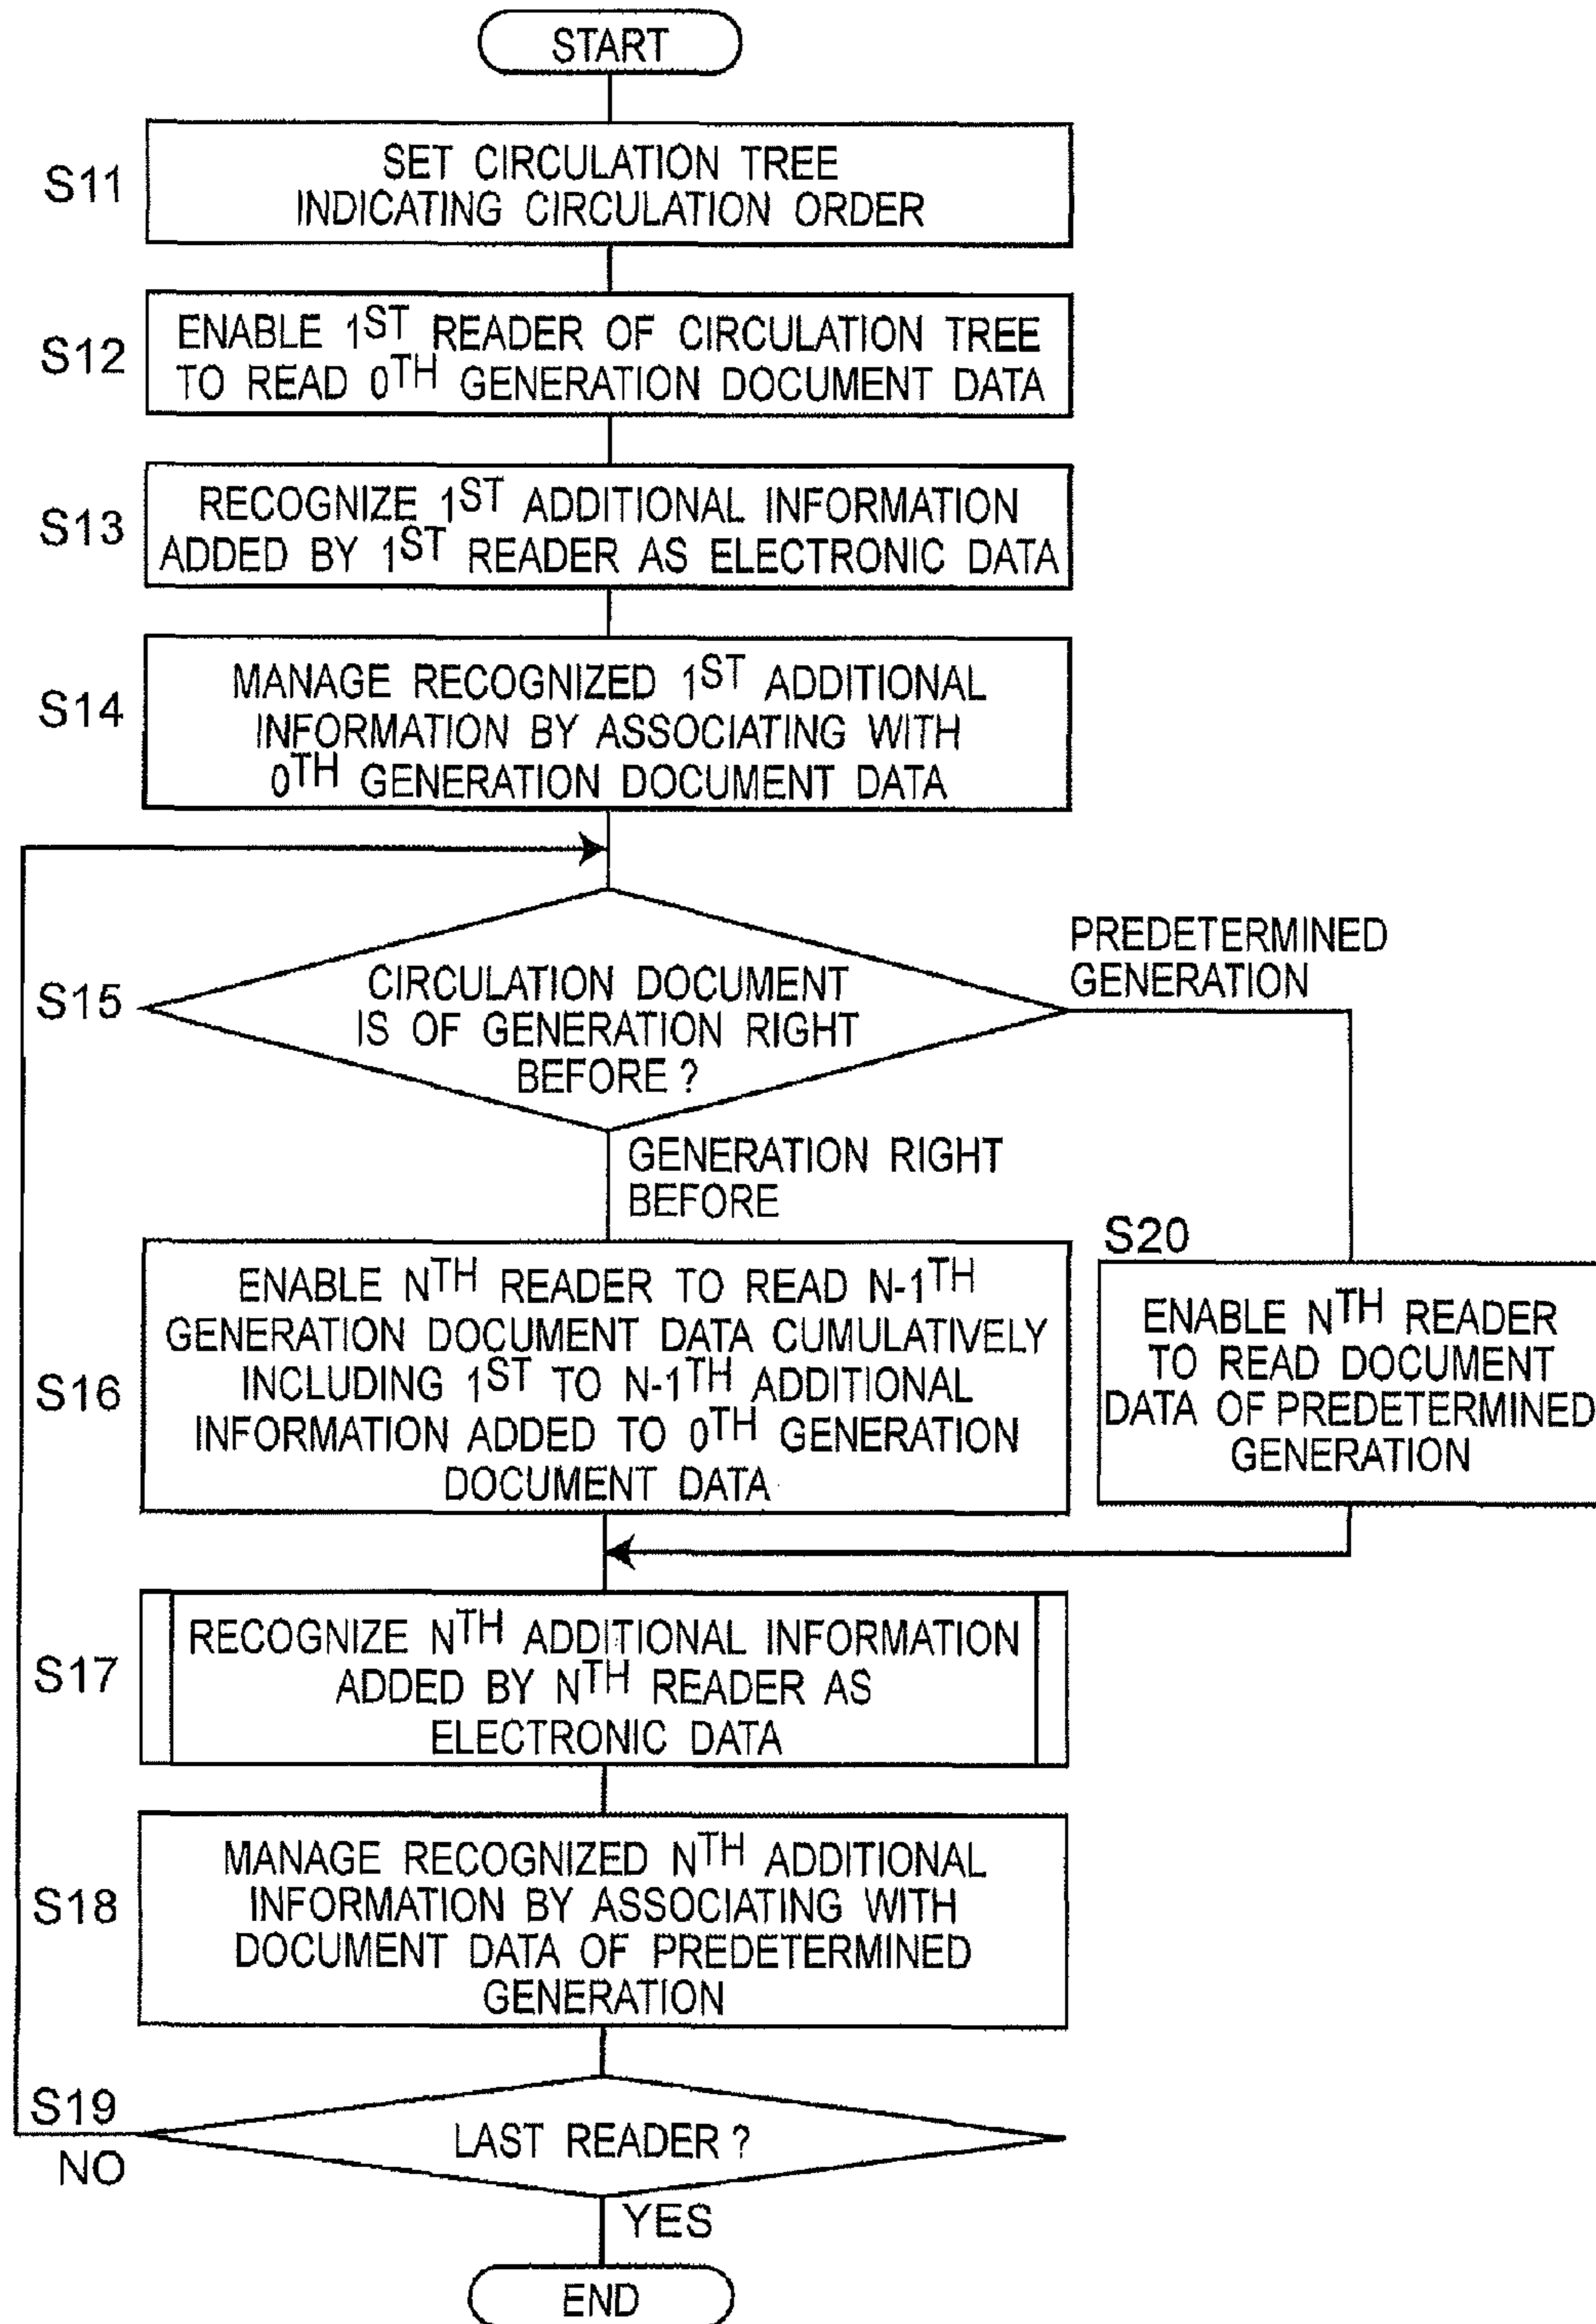 START
S11
SET CIRCULATION TREE
INDICATING CIRCULATION ORDER
S12
ENABLE 1ST READER OF CIRCULATION TREE
TO READ 0TH GENERATION DOCUMENT DATA
S13
RECOGNIZE 1ST ADDITIONAL INFORMATION
ADDED BY 1ST READER AS ELECTRONIC DATA
S14
MANAGE RECOGNIZED 1ST ADDITIONAL
INFORMATION BY ASSOCIATING WITH
0TH GENERATION DOCUMENT DATA
S15
CIRCULATION DOCUMENT
IS OF GENERATION RIGHT
BEFORE ?
PREDETERMINED
GENERATION
GENERATION RIGHT
BEFORE
S16
ENABLE NTH READER TO READ N-1TH
GENERATION DOCUMENT DATA CUMULATIVELY
INCLUDING 1ST TO N-1TH ADDITIONAL
INFORMATION ADDED TO 0TH GENERATION
DOCUMENT DATA
S20
ENABLE NTH READER
TO READ DOCUMENT
DATA OF PREDETERMINED
GENERATION
S17
RECOGNIZE NTH ADDITIONAL INFORMATION
ADDED BY NTH READER AS
ELECTRONIC DATA
S18
MANAGE RECOGNIZED NTH ADDITIONAL
INFORMATION BY ASSOCIATING WITH
DOCUMENT DATA OF PREDETERMINED
GENERATION
S19
LAST READER ?
NO
YES
END